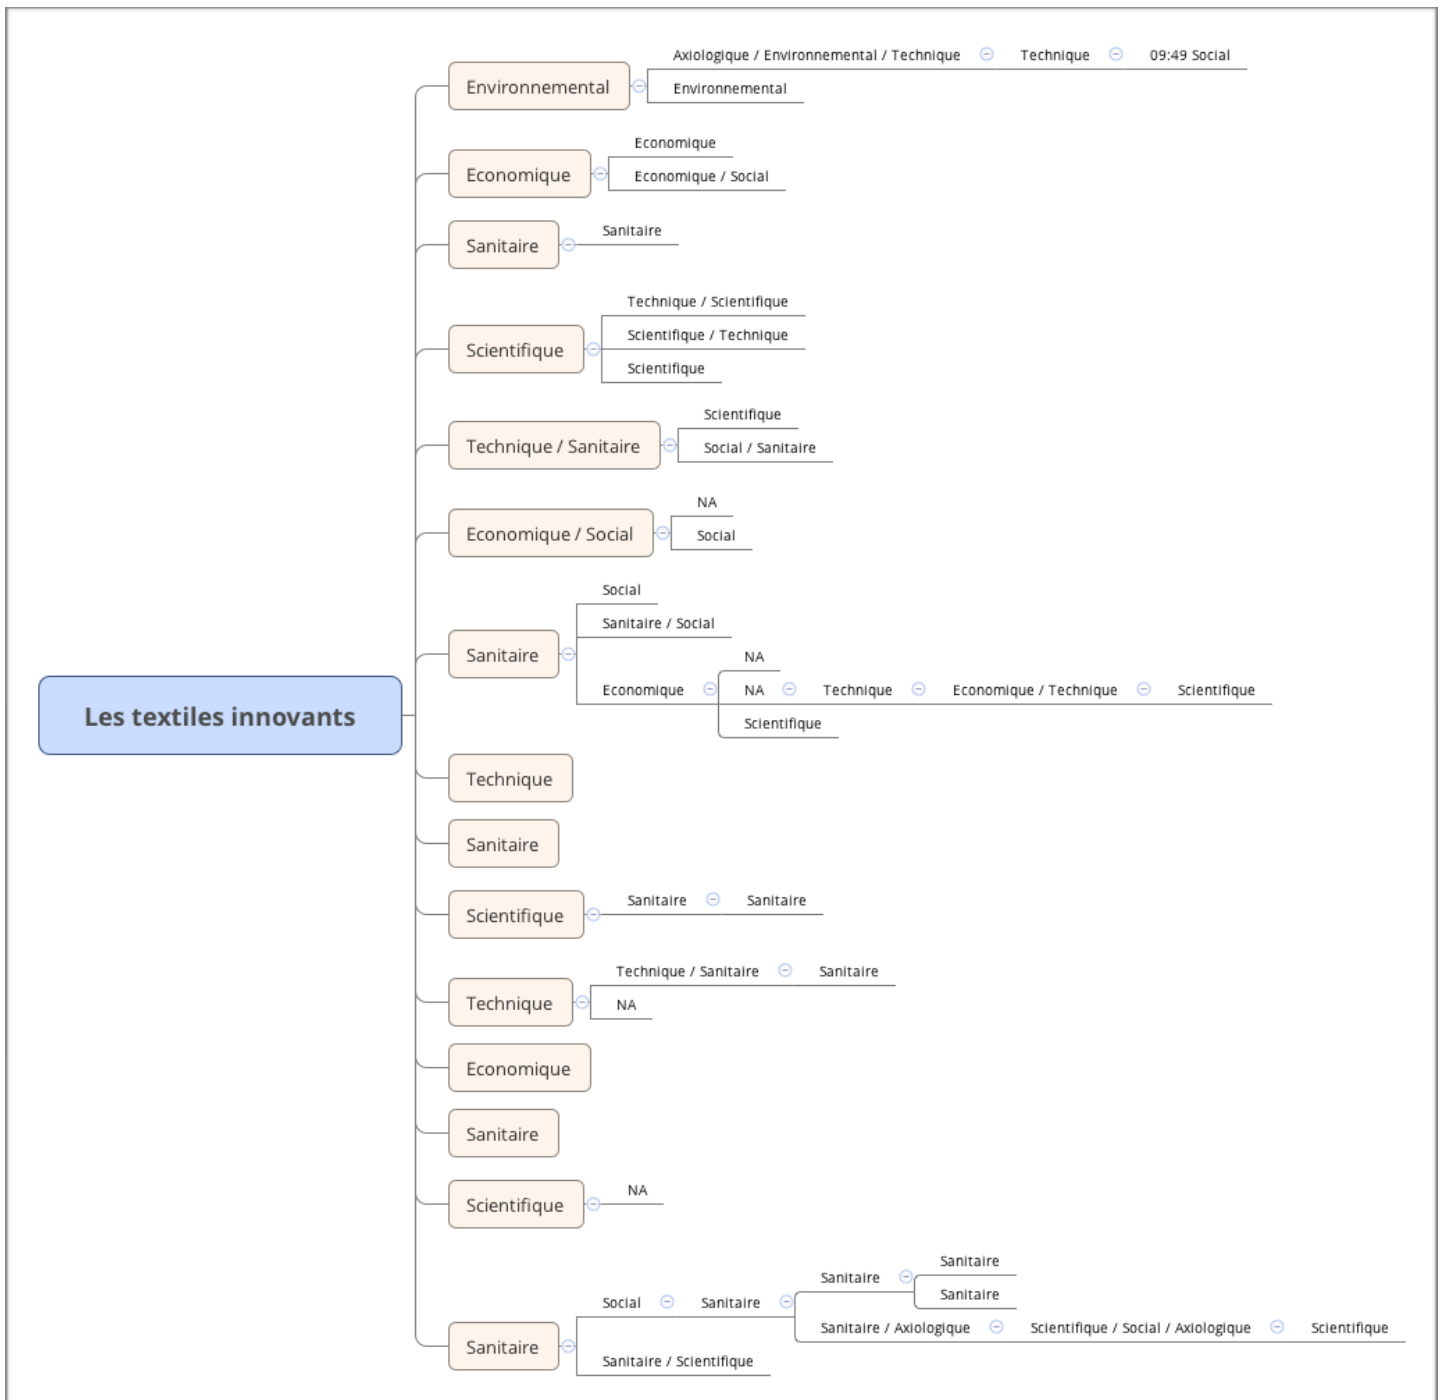 Axiologique / Environnemental / Technique Technique 09:49 Social
Environnemental
Environnemental
Economique
Economique
Economique / Social
Sanitaire
Sanitaire
Technique / Scientifique
Scientifique
Scientifique / Technique
Scientifique
Technique / Sanitaire
Scientifique
Social / Sanitaire
Economique / Social
NA
Social
Social
Sanitaire
Sanitaire / Social
NA
Economique NA Technique Economique / Technique Scientifique
Scientifique
Les textiles innovants
Technique
Sanitaire
Scientifique
Sanitaire Sanitaire
Technique
Technique / Sanitaire Sanitaire
NA
Economique
Sanitaire
Scientifique
NA
Sanitaire
Social Sanitaire
Sanitaire
Sanitaire
Sanitaire
Sanitaire / Axiologique Scientifique / Social / Axiologique Scientifique
Sanitaire / Scientifique